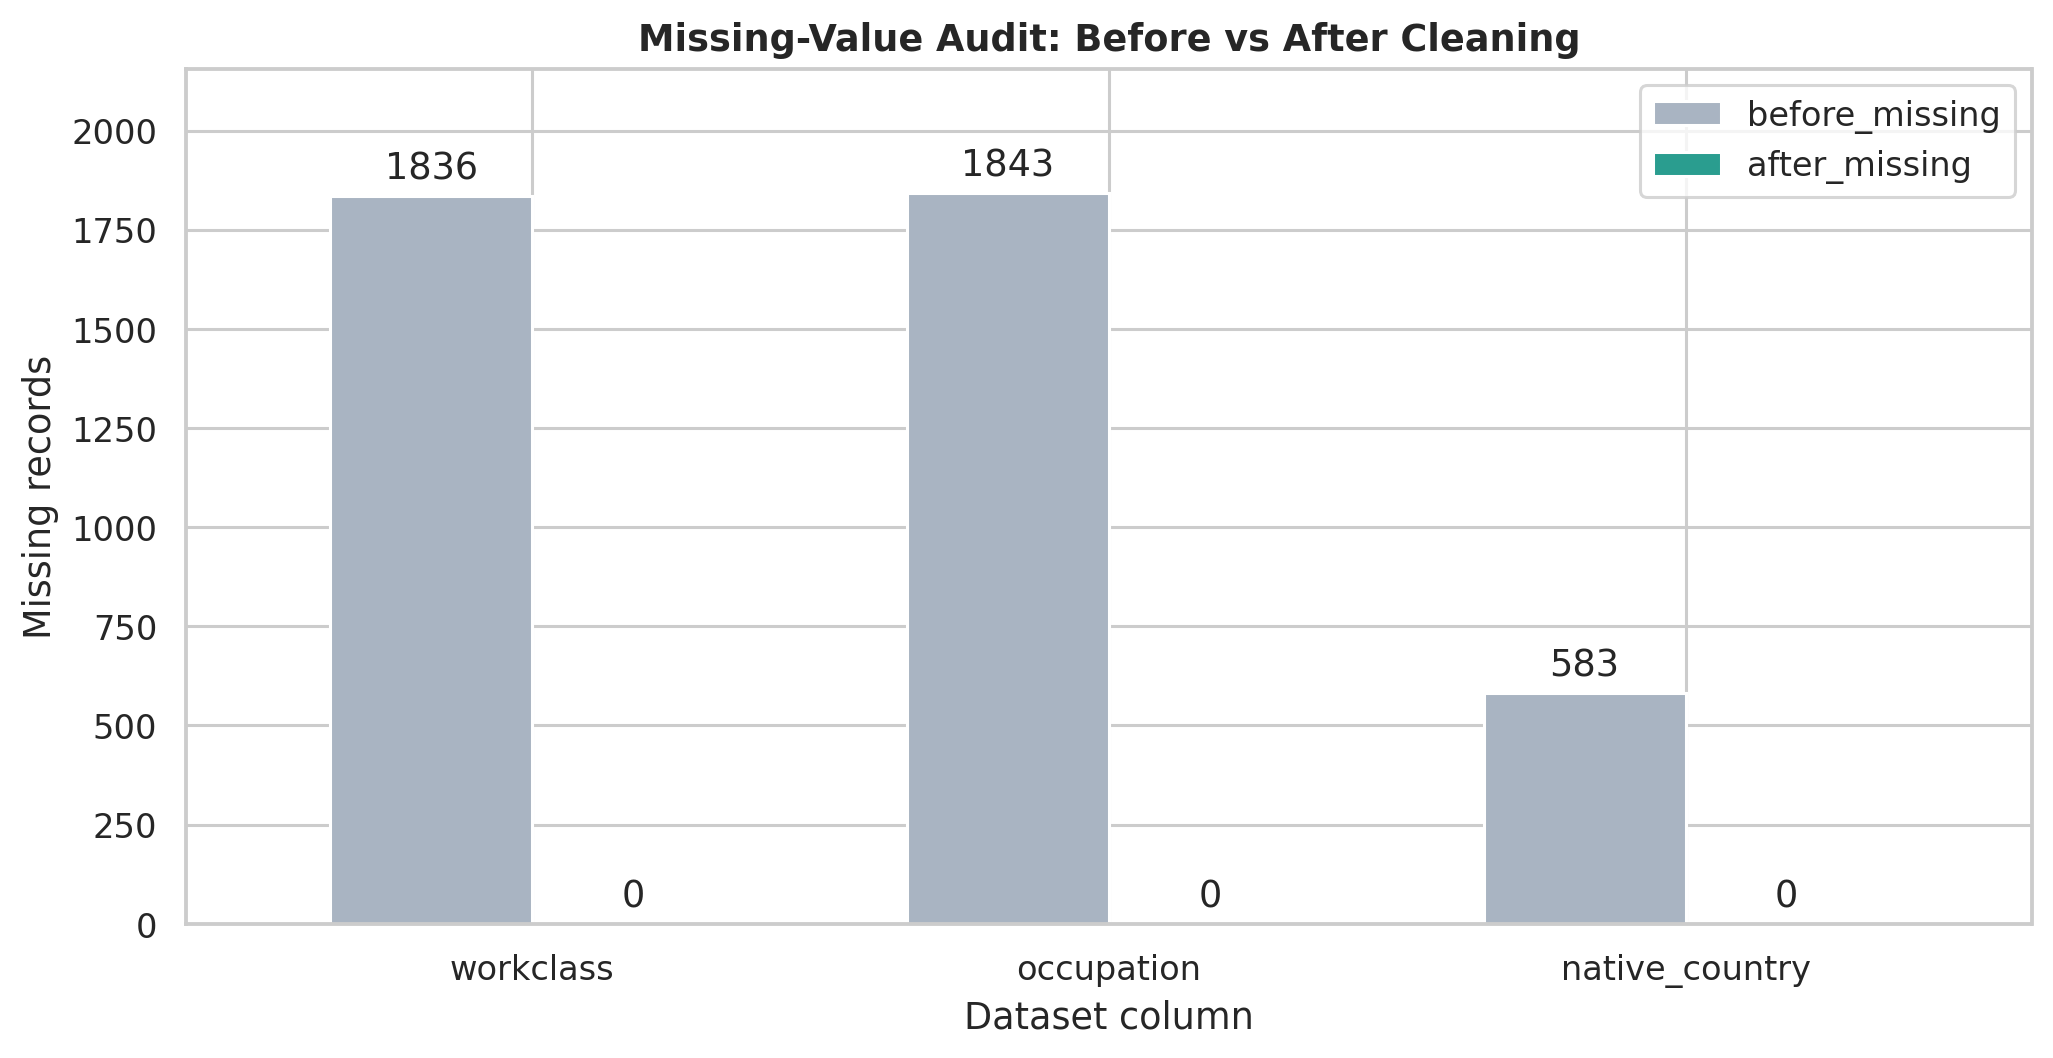 Missing-Value Audit: Before vs After Cleaning
before_missing
after_missing
2000
1750
1500
1250
1000
750
500
250
0
Missing records
1836
0
1843
0
583
0
workclass
occupation
native_country
Dataset column